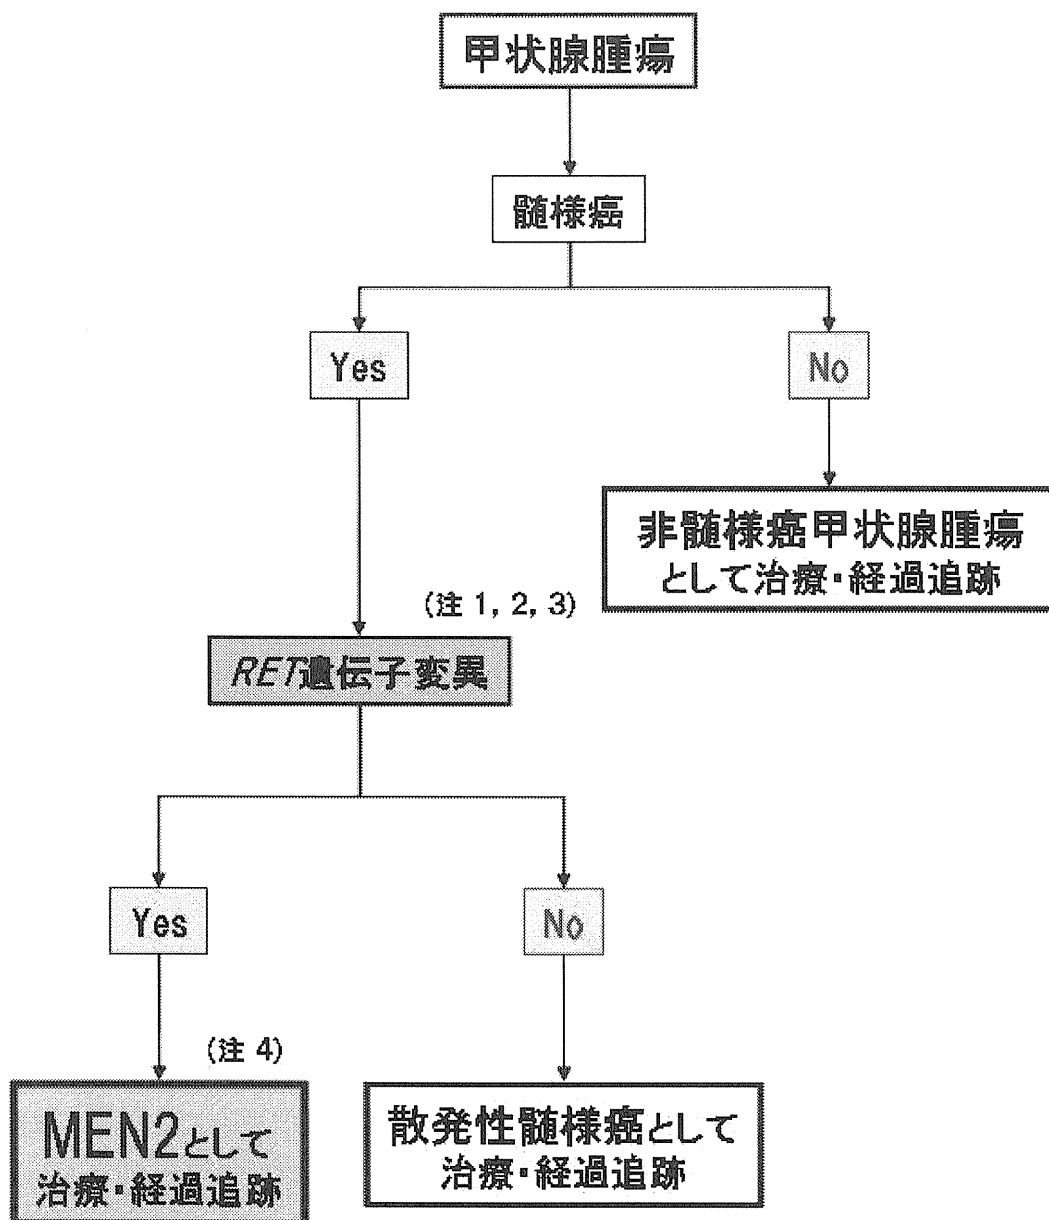 甲状腺腫瘍
髄様癌
Yes
No
非髄様癌甲状腺腫瘍
として治療・経過追跡
(注 1, 2, 3)
RET遺伝子変異
Yes
No
(注 4)
MEN2として
治療・経過追跡
散発性髄様癌として
治療・経過追跡